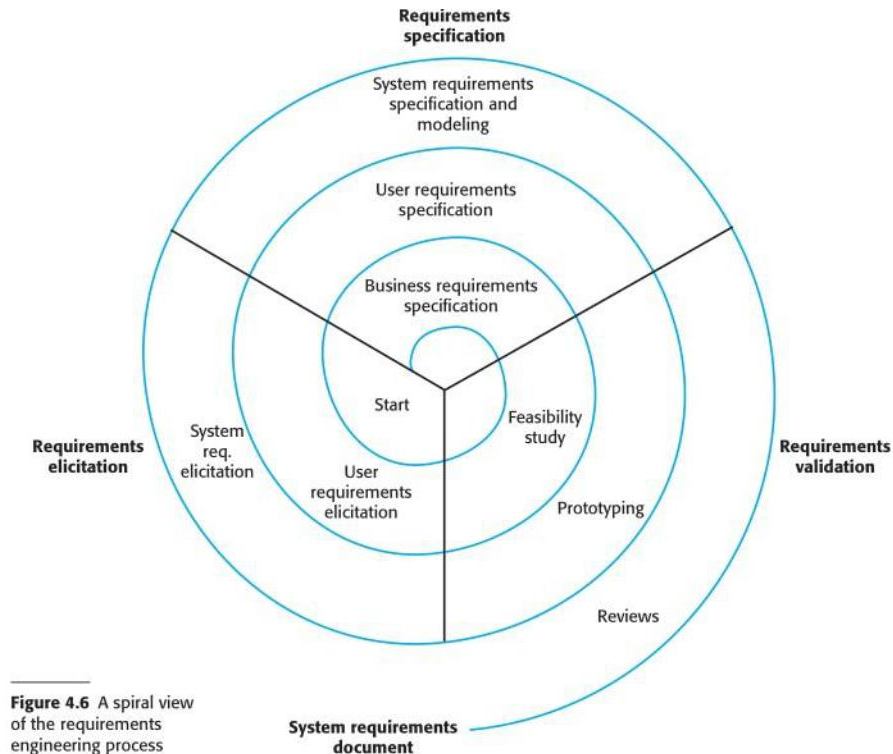 Requirements
specification
System requirements
specification and
modeling
User requirements
specification
Business requirements
specification
Start
Feasibility
study
Requirements
elicitation
System
req.
elicitation
User
requirements
elicitation
Prototyping
Requirements
validation
Reviews
Figure 4.6 A spiral view
of the requirements
engineering process
System requirements
document